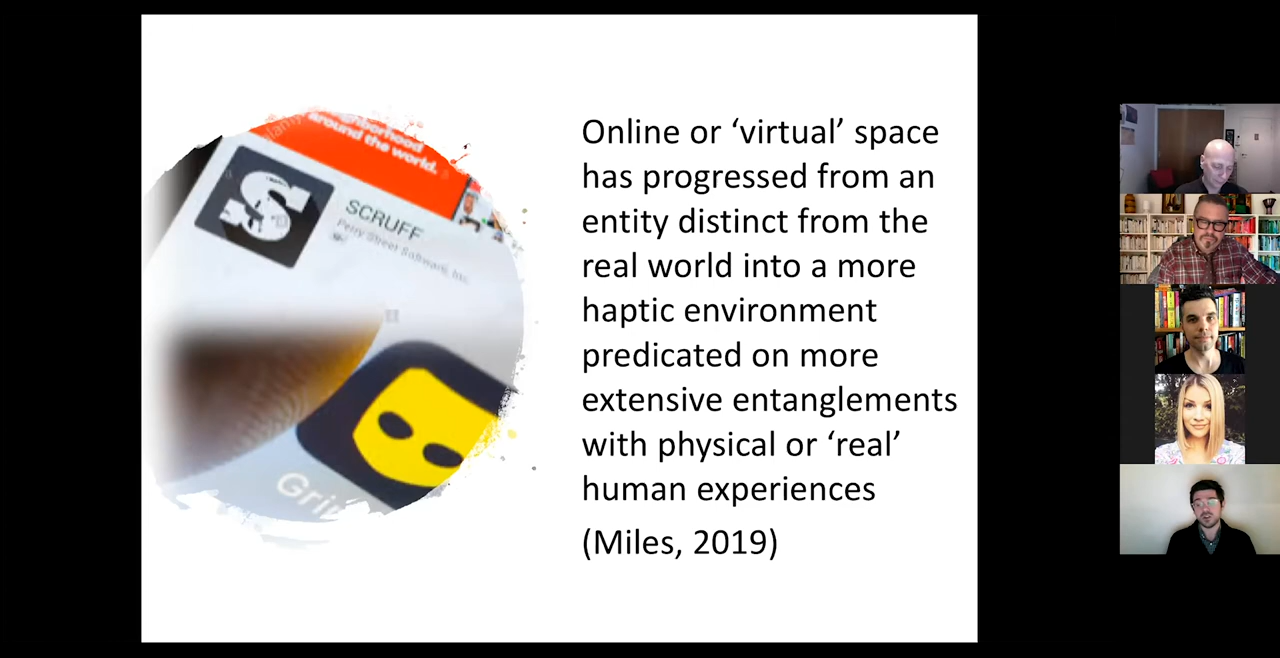 neighborhood
around the world.
S
SCRUFF
Perry Street Software, Inc.
Grin
Online or ‘virtual’ space
has progressed from an
entity distinct from the
real world into a more
haptic environment
predicated on more
extensive entanglements
with physical or ‘real’
human experiences
(Miles, 2019)